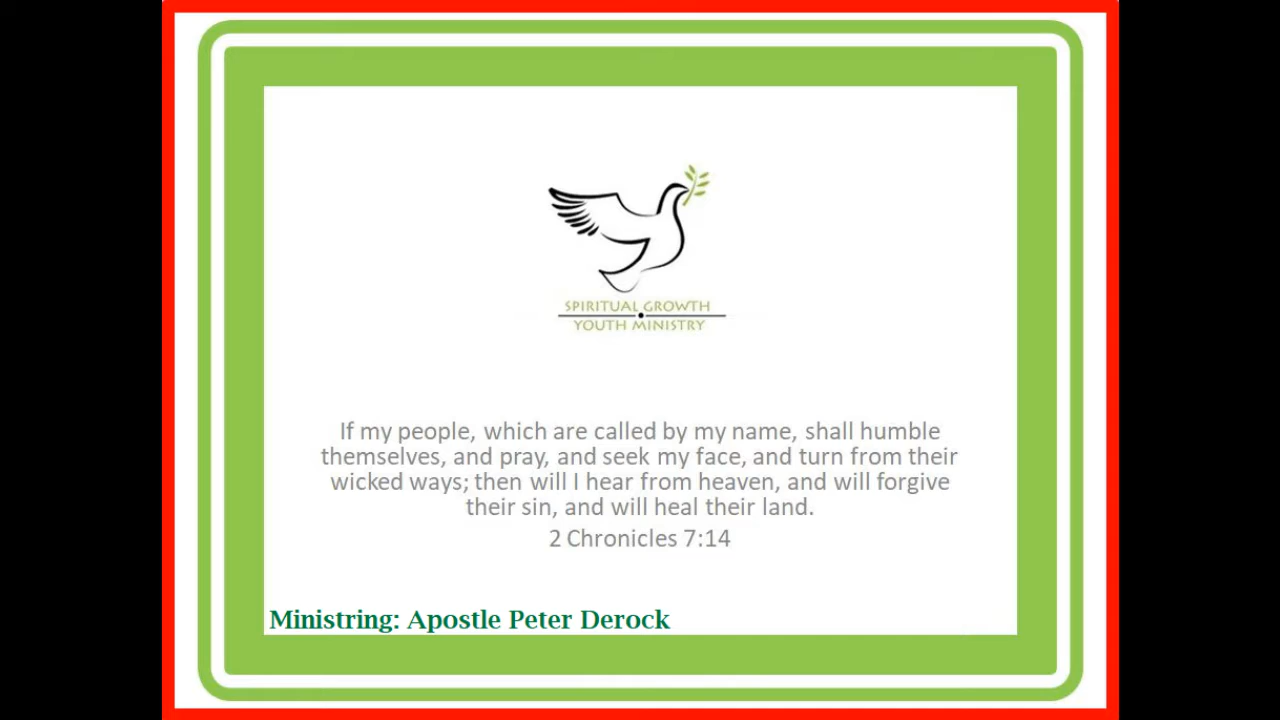 SPIRITUAL GROWTH
YOUTH MINISTRY
If my people, which are called by my name, shall humble
themselves, and pray, and seek my face, and turn from their
wicked ways; then will I hear from heaven, and will forgive
their sin, and will heal their land.
2 Chronicles 7:14
Ministring: Apostle Peter Derock